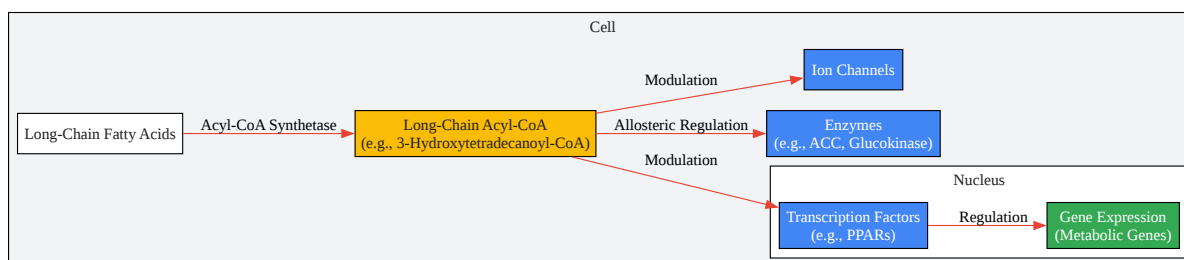 Cell
Ion Channels
Modulation
Long-Chain Fatty Acids
Acyl-CoA Synthetase
Long-Chain Acyl-CoA
(e.g., 3-Hydroxytetradecanoyl-CoA)
Allosteric Regulation
Enzymes
(e.g., ACC, Glucokinase)
Modulation
Nucleus
Transcription Factors
(e.g., PPARs)
Regulation
Gene Expression
(Metabolic Genes)